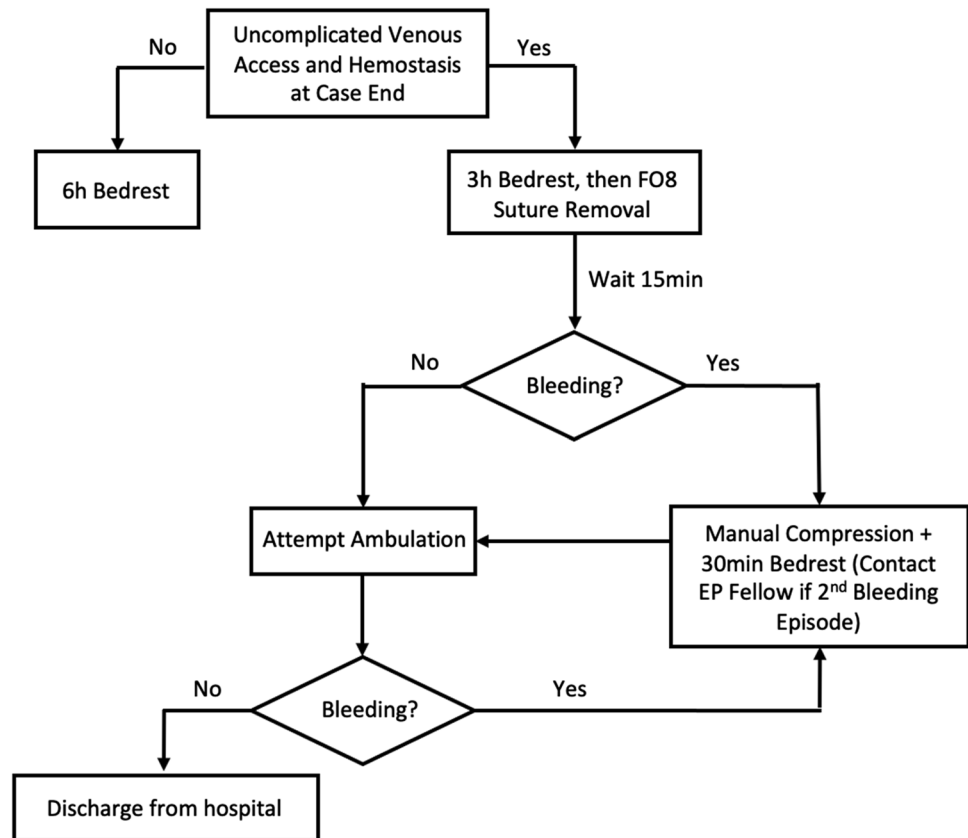 Uncomplicated Venous
Access and Hemostasis
at Case End
No
Yes
6h Bedrest
3h Bedrest, then FO8
Suture Removal
Wait 15min
No
Yes
Bleeding?
Attempt Ambulation
Manual Compression +
30min Bedrest (Contact
EP Fellow if 2nd Bleeding
Episode)
No
Yes
Bleeding?
Discharge from hospital